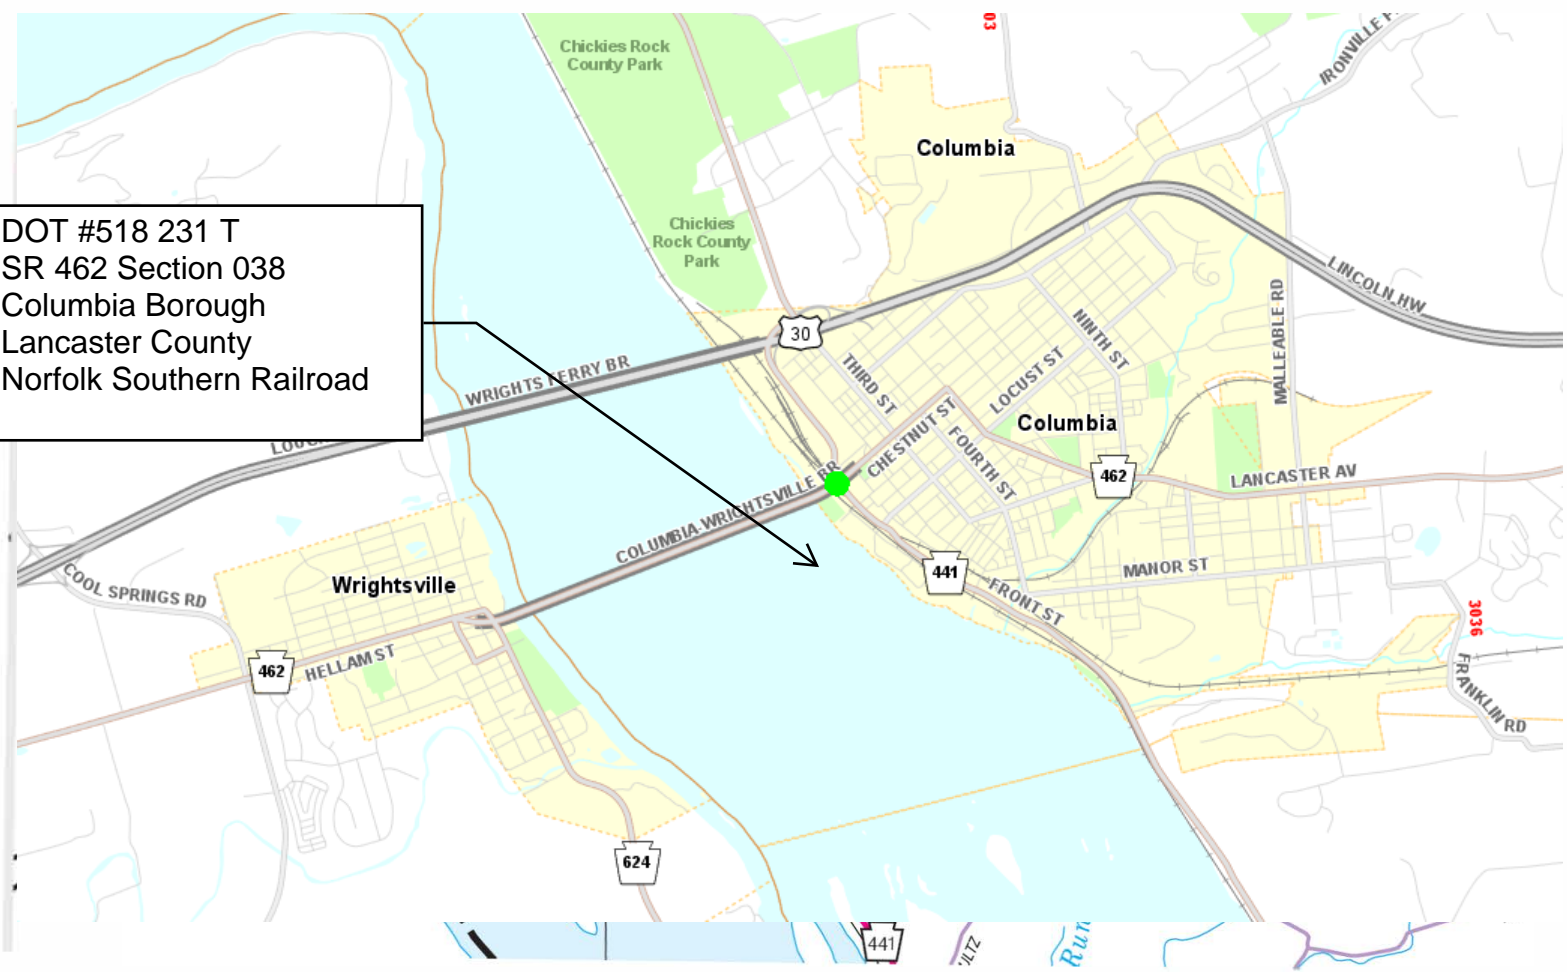 03
IRONVILLE P
Chickies Rock
County Park
Columbia
DOT #518 231 T
SR 462 Section 038
Columbia Borough
Lancaster County
Norfolk Southern Railroad
Chickies
Rock County
Park
LINCOLN HW
MALLEABLE RD
30
NINTH ST
WRIGHTS FERRY BR
THIRD ST
LOCUST ST
CHESTNUT ST
Columbia
FOURTH ST
462
LANCASTER AV
COLUMBIA-WRIGHTSVILLE BR
441
MANOR ST
COOL SPRINGS RD
Wrightsville
FRONT ST
3036
462
HELLAM ST
FRANKLIN RD
624
441
ULTZ
Run